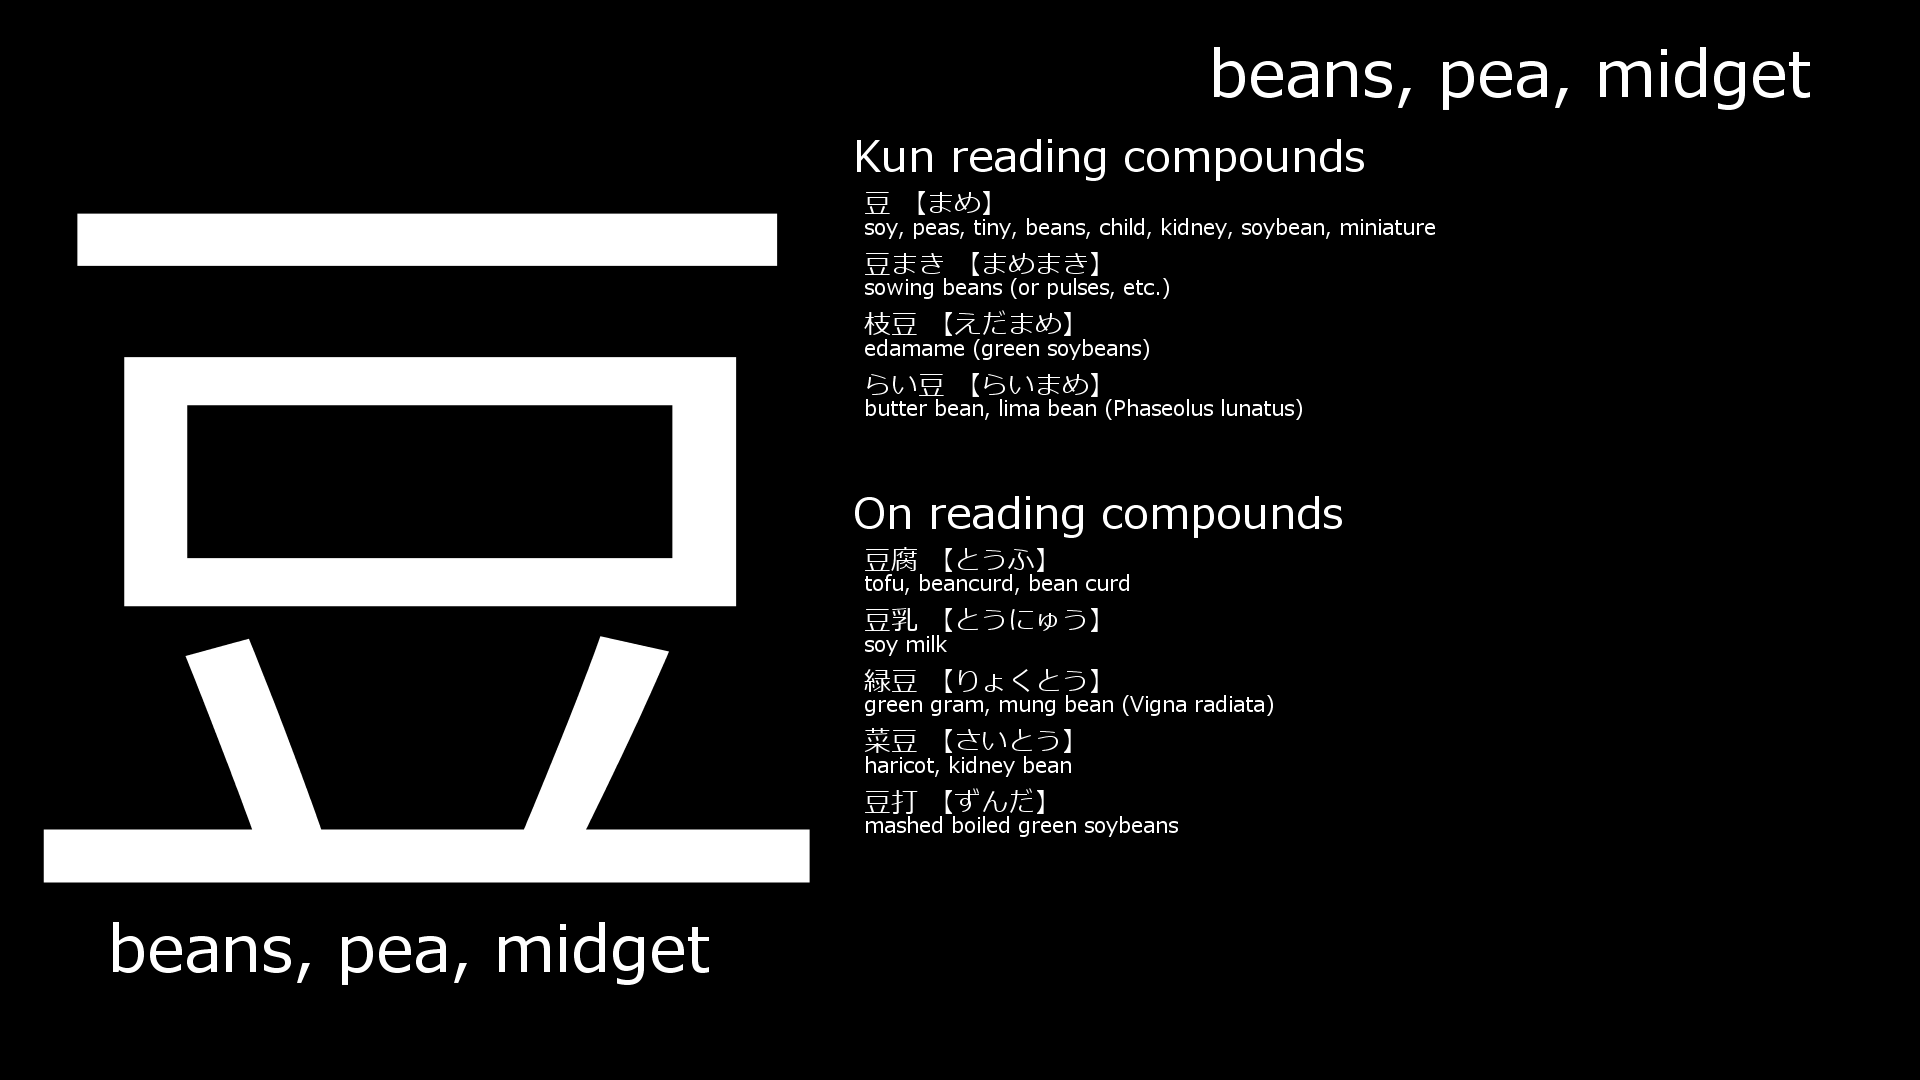 豆
beans, pea, midget
beans, pea, midget
Kun reading compounds
豆 【まめ】
soy, peas, tiny, beans, child, kidney, soybean, miniature
豆まき 【まめまき】
sowing beans (or pulses, etc.)
枝豆 【えだまめ】
edamame (green soybeans)
らい豆 【らいまめ】
butter bean, lima bean (Phaseolus lunatus)
On reading compounds
豆腐 【とうふ】
tofu, beancurd, bean curd
豆乳 【とうにゅう】
soy milk
緑豆 【りょくとう】
green gram, mung bean (Vigna radiata)
菜豆 【さいとう】
haricot, kidney bean
豆打 【ずんだ】
mashed boiled green soybeans